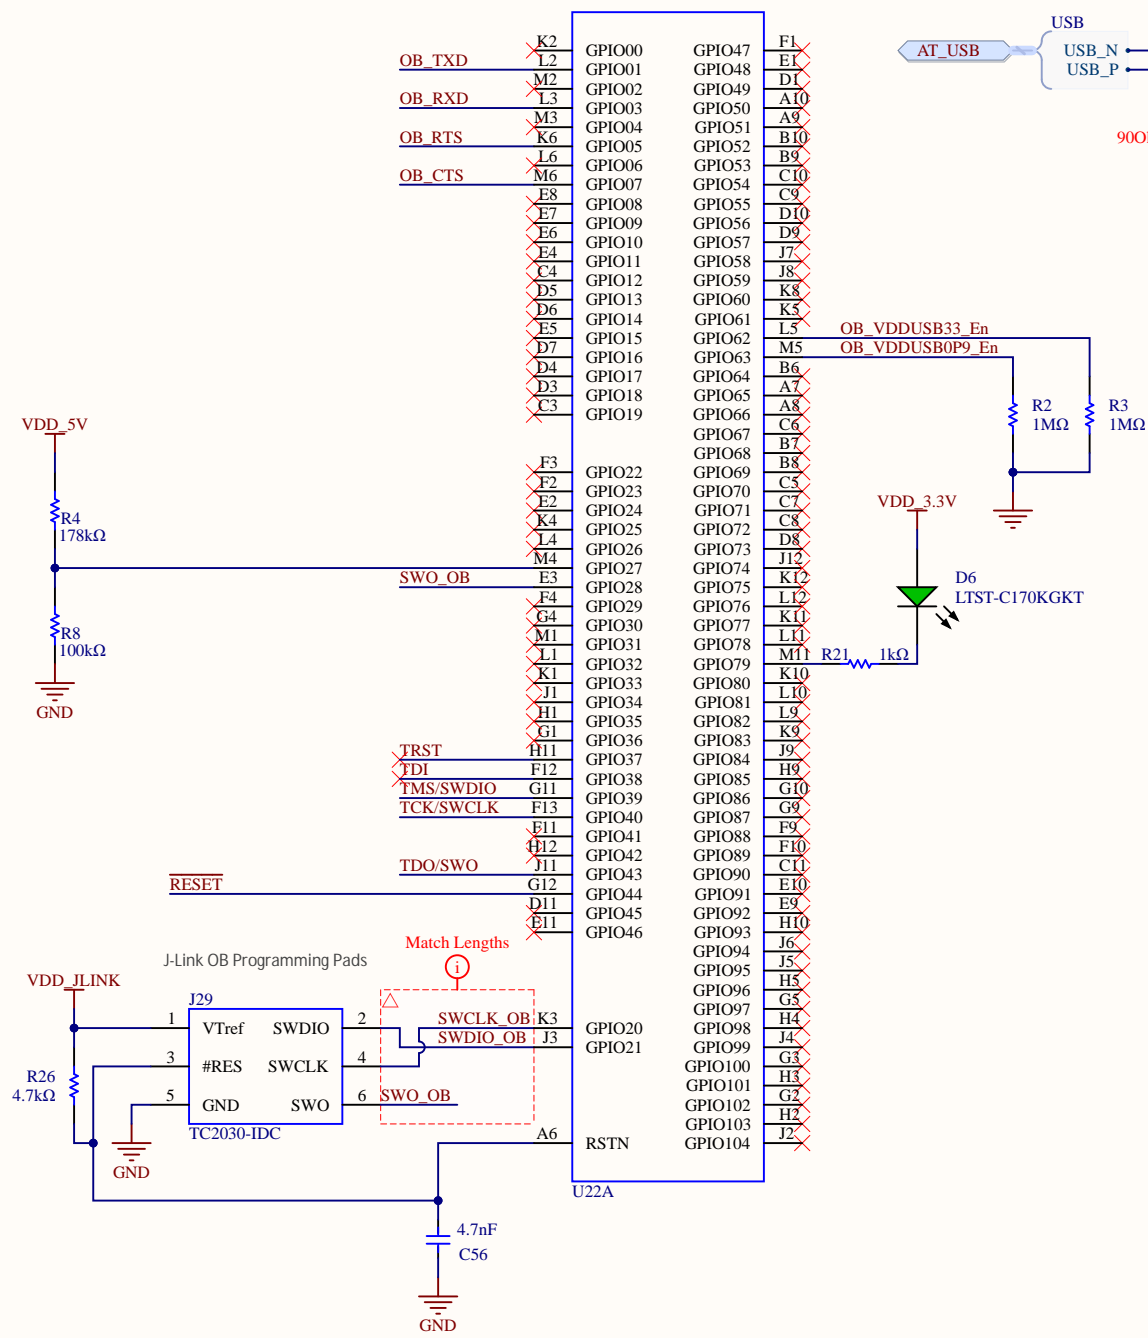 USB
AT_USB
USB_N
USB_P
K2 GPIO00 GPIO47 F1
OB_TXD L2 GPIO01 GPIO48 E1
M2 GPIO02 GPIO49 D1
OB_RXD L3 GPIO03 GPIO50 A10
M3 GPIO04 GPIO51 A9
OB_RTS K6 GPIO05 GPIO52 B10
L6 GPIO06 GPIO53 B9
OB_CTS M6 GPIO07 GPIO54 C10
E8 GPIO08 GPIO55 C9
E7 GPIO09 GPIO56 D10
E6 GPIO10 GPIO57 D9
E4 GPIO11 GPIO58 J7
C4 GPIO12 GPIO59 J8
D5 GPIO13 GPIO60 K8
D6 GPIO14 GPIO61 K5
E5 GPIO15 GPIO62 L5 OB_VDDUSB33_En
D7 GPIO16 GPIO63 M5 OB_VDDUSB0P9_En
D4 GPIO17 GPIO64 B6
D3 GPIO18 GPIO65 A7
C3 GPIO19 GPIO66 A8
GPIO67 C6
GPIO68 B7
F3 GPIO22 GPIO69 B8
F2 GPIO23 GPIO70 C5
E2 GPIO24 GPIO71 C7
K4 GPIO25 GPIO72 C8
L4 GPIO26 GPIO73 D8
M4 GPIO27 GPIO74 J12
SWO_OB E3 GPIO28 GPIO75 K12
F4 GPIO29 GPIO76 L12
G4 GPIO30 GPIO77 K11
M1 GPIO31 GPIO78 L11
L1 GPIO32 GPIO79 M11
K1 GPIO33 GPIO80 K10
J1 GPIO34 GPIO81 L10
H1 GPIO35 GPIO82 L9
G1 GPIO36 GPIO83 K9
TRST H11 GPIO37 GPIO84 J9
TDI F12 GPIO38 GPIO85 H9
TMS/SWDIO G11 GPIO39 GPIO86 G10
TCK/SWCLK F13 GPIO40 GPIO87 G9
F11 GPIO41 GPIO88 F9
H12 GPIO42 GPIO89 F10
TDO/SWO J11 GPIO43 GPIO90 C11
RESET G12 GPIO44 GPIO91 E10
D11 GPIO45 GPIO92 E9
E11 GPIO46 GPIO93 H10
GPIO94 J6
GPIO95 J5
GPIO96 H5
GPIO97 G5
SWCLK_OB K3 GPIO20 GPIO98 H4
SWDIO_OB J3 GPIO21 GPIO99 J4
GPIO100 G3
GPIO101 H3
GPIO102 G2
GPIO103 H2
A6 RSTN GPIO104 J2
U22A
R2
1MΩ
R3
1MΩ
VDD_3.3V
D6
LTST-C170KGKT
R21 1kΩ
VDD_5V
R4
178kΩ
R8
100kΩ
GND
Match Lengths
i
J-Link OB Programming Pads
VDD_JLINK
J29
1 VTref SWDIO 2
3 #RES SWCLK 4
5 GND SWO 6 SWO_OB
TC2030-IDC
R26
4.7kΩ
GND
4.7nF
C56
GND